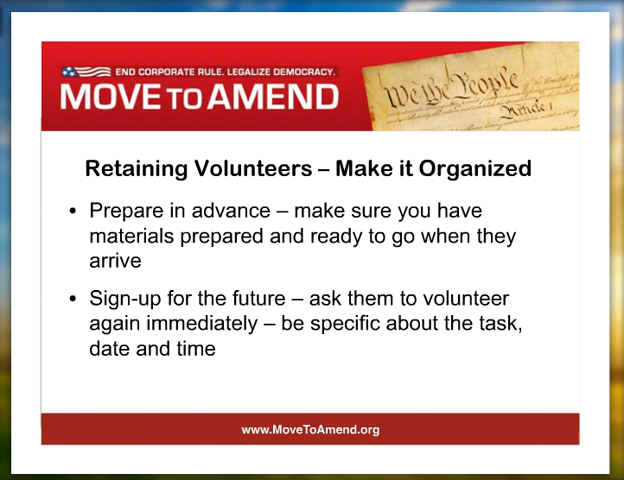 END CORPORATE RULE. LEGALIZE DEMOCRACY.
MOVE TO AMEND
We the People
Article 1
Retaining Volunteers – Make it Organized
• Prepare in advance – make sure you have
materials prepared and ready to go when they
arrive
• Sign-up for the future – ask them to volunteer
again immediately – be specific about the task,
date and time
www.MoveToAmend.org